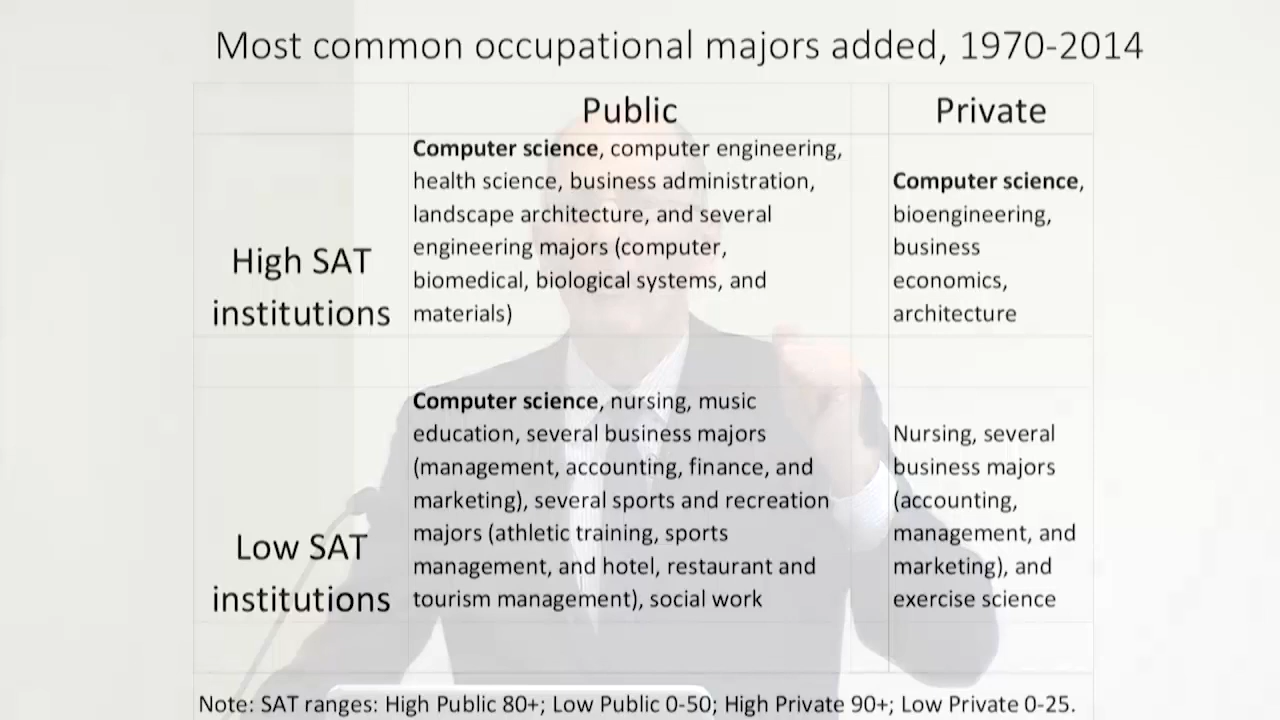 Most common occupational majors added, 1970-2014
Public
Private
High SAT
institutions
Computer science, computer engineering,
health science, business administration,
landscape architecture, and several
engineering majors (computer,
biomedical, biological systems, and
materials)
Computer science,
bioengineering,
business
economics,
architecture
Low SAT
institutions
Computer science, nursing, music
education, several business majors
(management, accounting, finance, and
marketing), several sports and recreation
majors (athletic training, sports
management, and hotel, restaurant and
tourism management), social work
Nursing, several
business majors
(accounting,
management, and
marketing), and
exercise science
Note: SAT ranges: High Public 80+; Low Public 0-50; High Private 90+; Low Private 0-25.